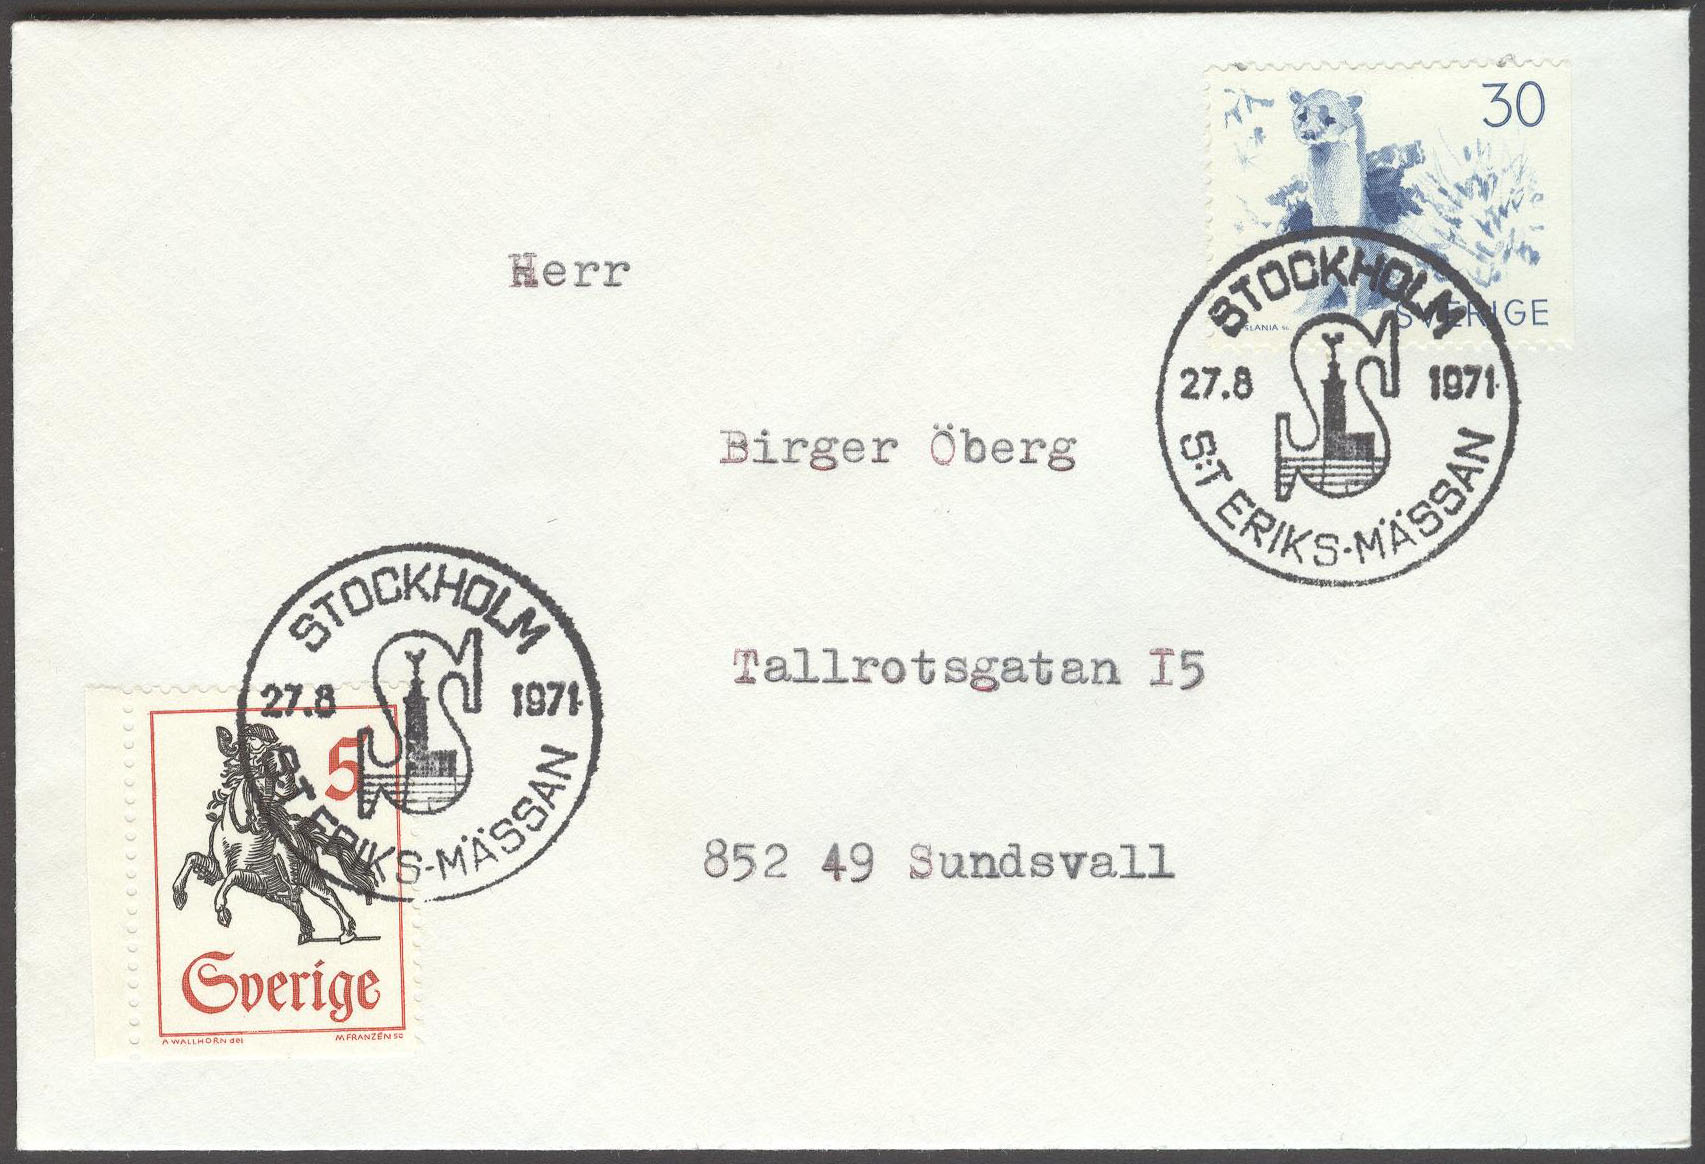 30
SVERIGE
STOCKHOLM
27.8 1971
S:T ERIKS-MÄSSAN
Herr
Birger Öberg
Tallrotsgatan I5
852 49 Sundsvall
STOCKHOLM
27.8 1971
S:T ERIKS-MÄSSAN
5
Sverige
A WALLHORN del M FRANZÉN SC